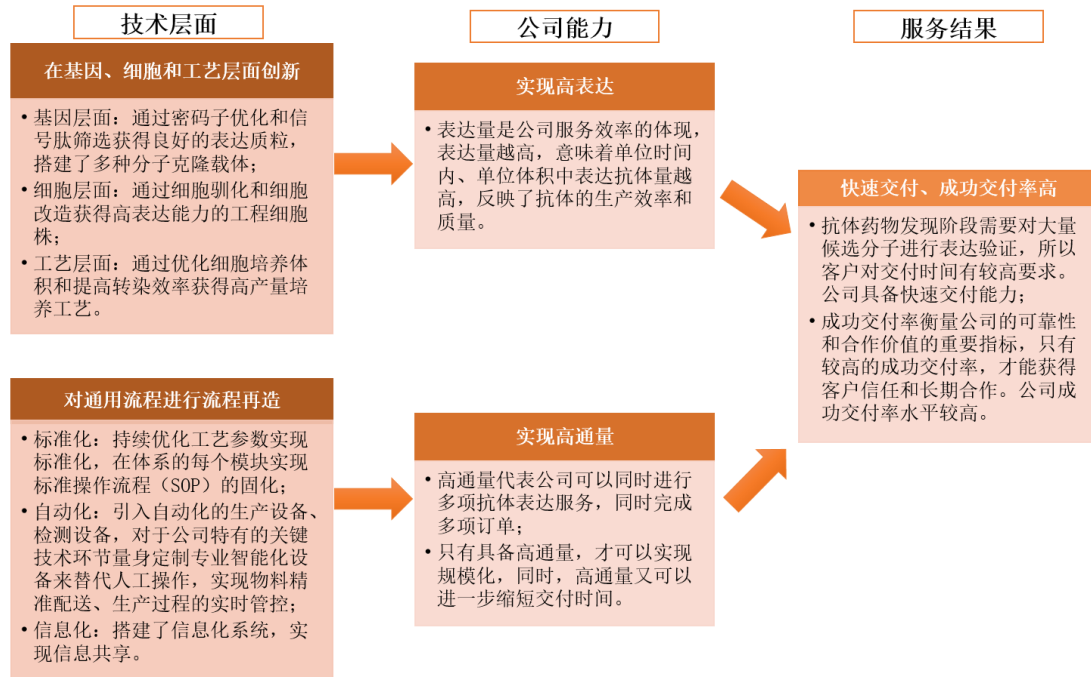 技术层面
在基因、细胞和工艺层面创新
• 基因层面：通过密码子优化和信
号肽筛选获得良好的表达质粒，
搭建了多种分子克隆载体；
• 细胞层面：通过细胞驯化和细胞
改造获得高表达能力的工程细胞
株；
• 工艺层面：通过优化细胞培养体
积和提高转染效率获得高产量培
养工艺。
对通用流程进行流程再造
• 标准化：持续优化工艺参数实现
标准化，在体系的每个模块实现
标准操作流程（SOP）的固化；
• 自动化：引入自动化的生产设备、
检测设备，对于公司特有的关键
技术环节量身定制专业智能化设
备来替代人工操作，实现物料精
准配送、生产过程的实时管控；
• 信息化：搭建了信息化系统，实
现信息共享。
公司能力
实现高表达
• 表达量是公司服务效率的体现，
表达量越高，意味着单位时间
内、单位体积中表达抗体量越
高，反映了抗体的生产效率和
质量。
实现高通量
• 高通量代表公司可以同时进行
多项抗体表达服务，同时完成
多项订单；
• 只有具备高通量，才可以实现
规模化，同时，高通量又可以
进一步缩短交付时间。
服务结果
快速交付、成功交付率高
• 抗体药物发现阶段需要对大量
候选分子进行表达验证，所以
客户对交付时间有较高要求。
公司具备快速交付能力；
• 成功交付率衡量公司的可靠性
和合作价值的重要指标，只有
较高的成功交付率，才能获得
客户信任和长期合作。公司成
功交付率水平较高。